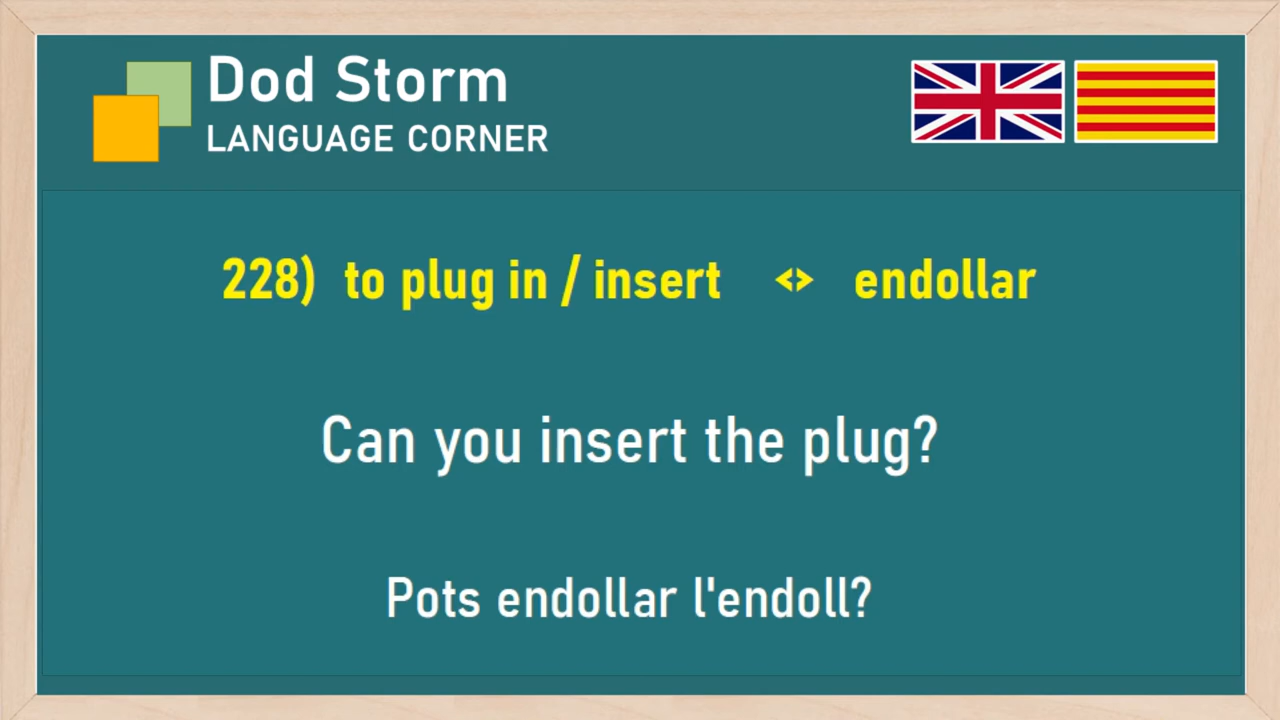 Dod Storm
LANGUAGE CORNER
228) to plug in / insert <> endollar
Can you insert the plug?
Pots endollar l'endoll?